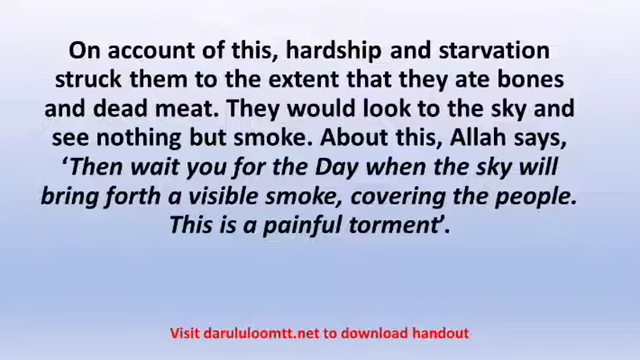 On account of this, hardship and starvation
struck them to the extent that they ate bones
and dead meat. They would look to the sky and
see nothing but smoke. About this, Allah says,
‘Then wait you for the Day when the sky will
bring forth a visible smoke, covering the people.
This is a painful torment’.
Visit darululoomtt.net to download handout